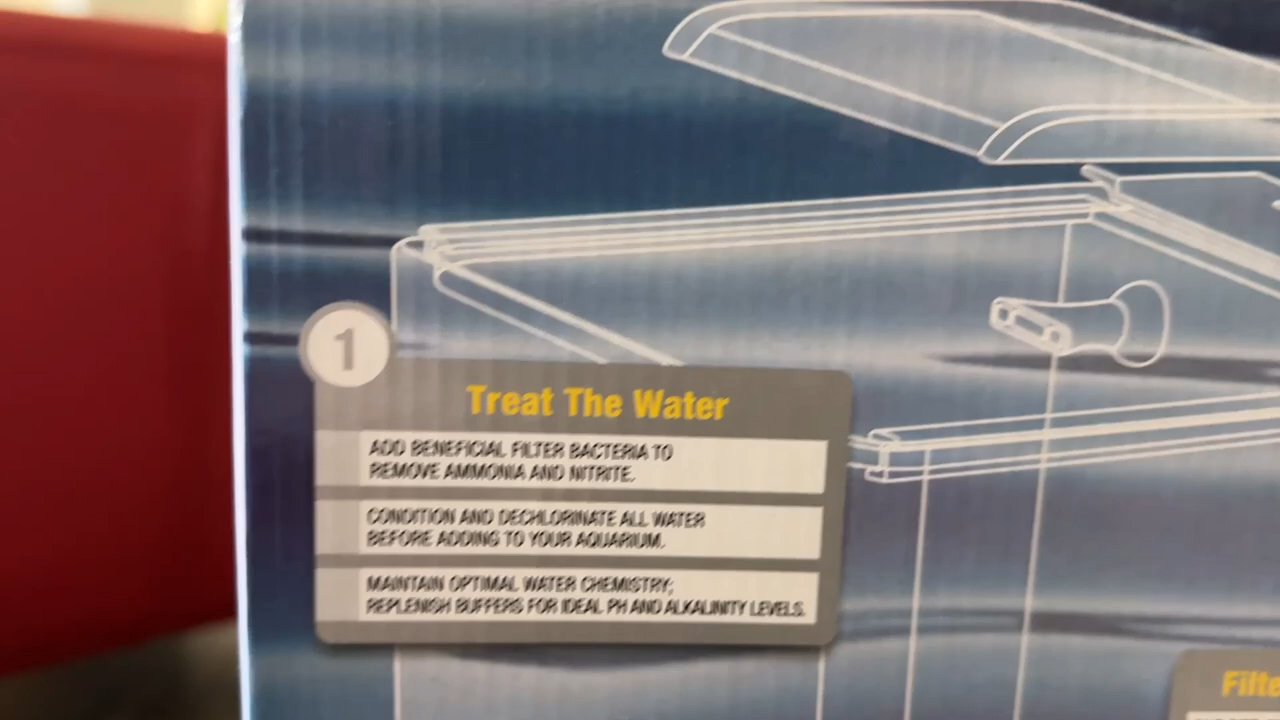 1
Treat The Water
ADD BENEFICIAL FILTER BACTERIA TO
REMOVE AMMONIA AND NITRITE.
CONDITION AND DECHLORINATE ALL WATER
BEFORE ADDING TO YOUR AQUARIUM.
MAINTAIN OPTIMAL WATER CHEMISTRY;
REPLENISH BUFFERS FOR IDEAL PH AND ALKALINITY LEVELS.